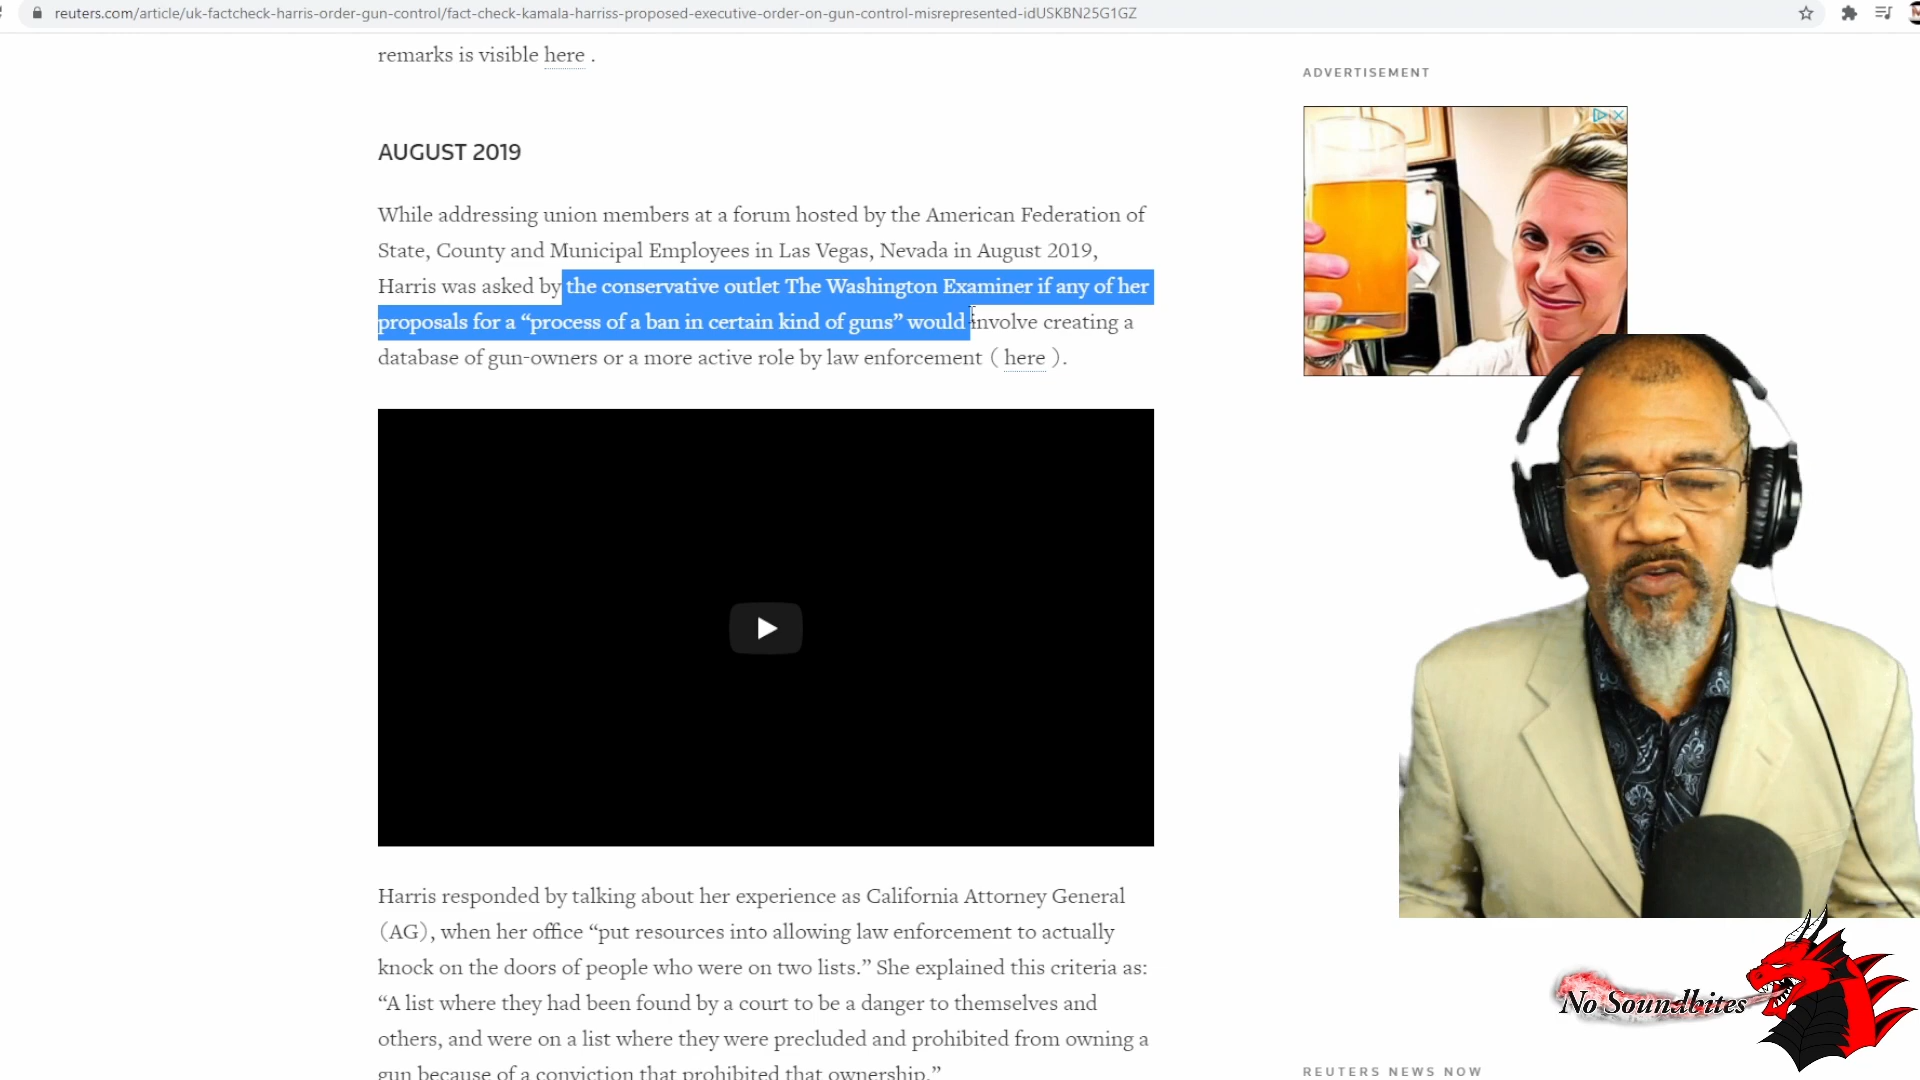 reuters.com/article/uk-factcheck-harris-order-gun-control/fact-check-kamala-harriss-proposed-executive-order-on-gun-control-misrepresented-idUSKBN25G1GZ
remarks is visible here .
ADVERTISEMENT
AUGUST 2019
While addressing union members at a forum hosted by the American Federation of
State, County and Municipal Employees in Las Vegas, Nevada in August 2019,
Harris was asked by the conservative outlet The Washington Examiner if any of her
proposals for a “process of a ban in certain kind of guns” would involve creating a
database of gun-owners or a more active role by law enforcement ( here ).
Harris responded by talking about her experience as California Attorney General
(AG), when her office “put resources into allowing law enforcement to actually
knock on the doors of people who were on two lists.” She explained this criteria as:
“A list where they had been found by a court to be a danger to themselves and
others, and were on a list where they were precluded and prohibited from owning a
gun because of a conviction that prohibited that ownership.”
No Soundbites
REUTERS NEWS NOW